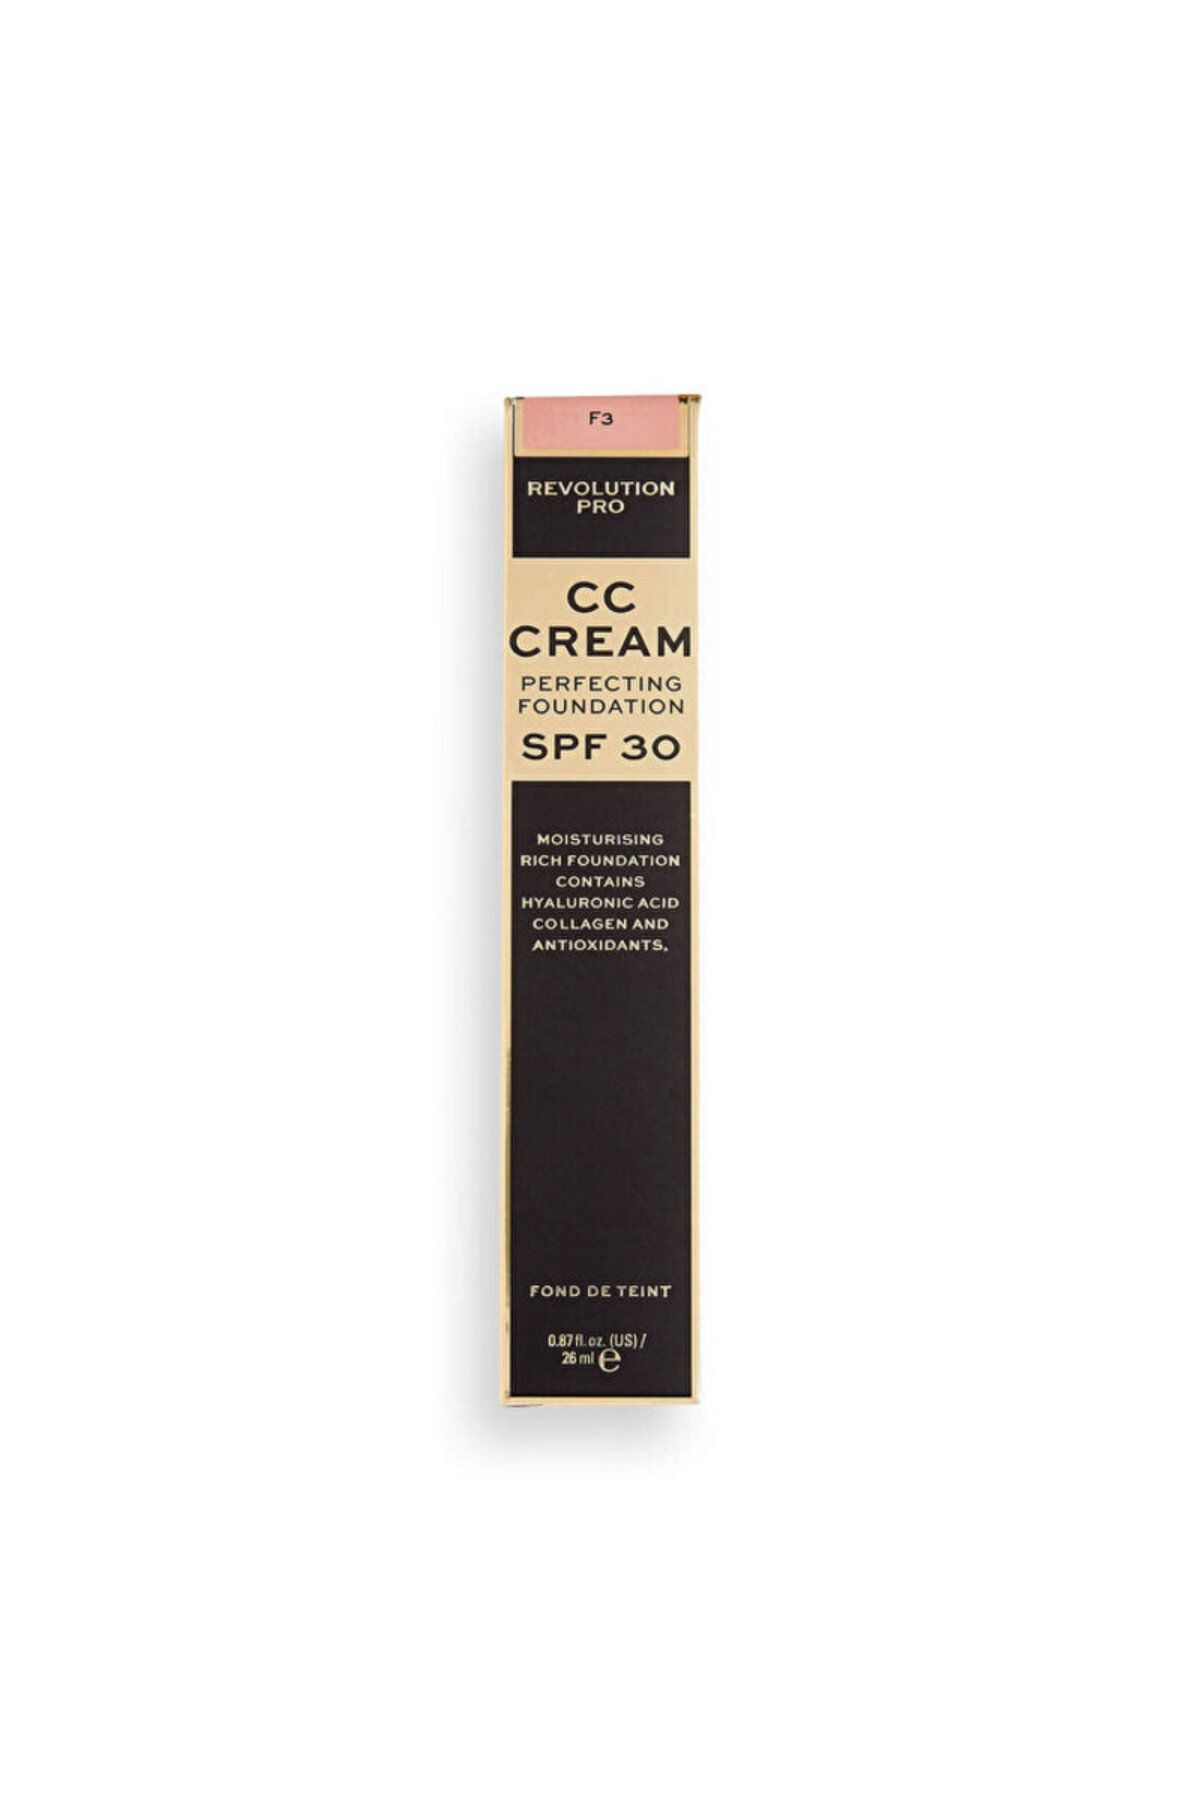 F3
REVOLUTION
PRO
CC
CREAM
PERFECTING
FOUNDATION
SPF 30
MOISTURISING
RICH FOUNDATION
CONTAINS
HYALURONIC ACID
COLLAGEN AND
ANTIOXIDANTS.
FOND DE TEINT
0.87 fl. oz. (US) /
26 ml ℮